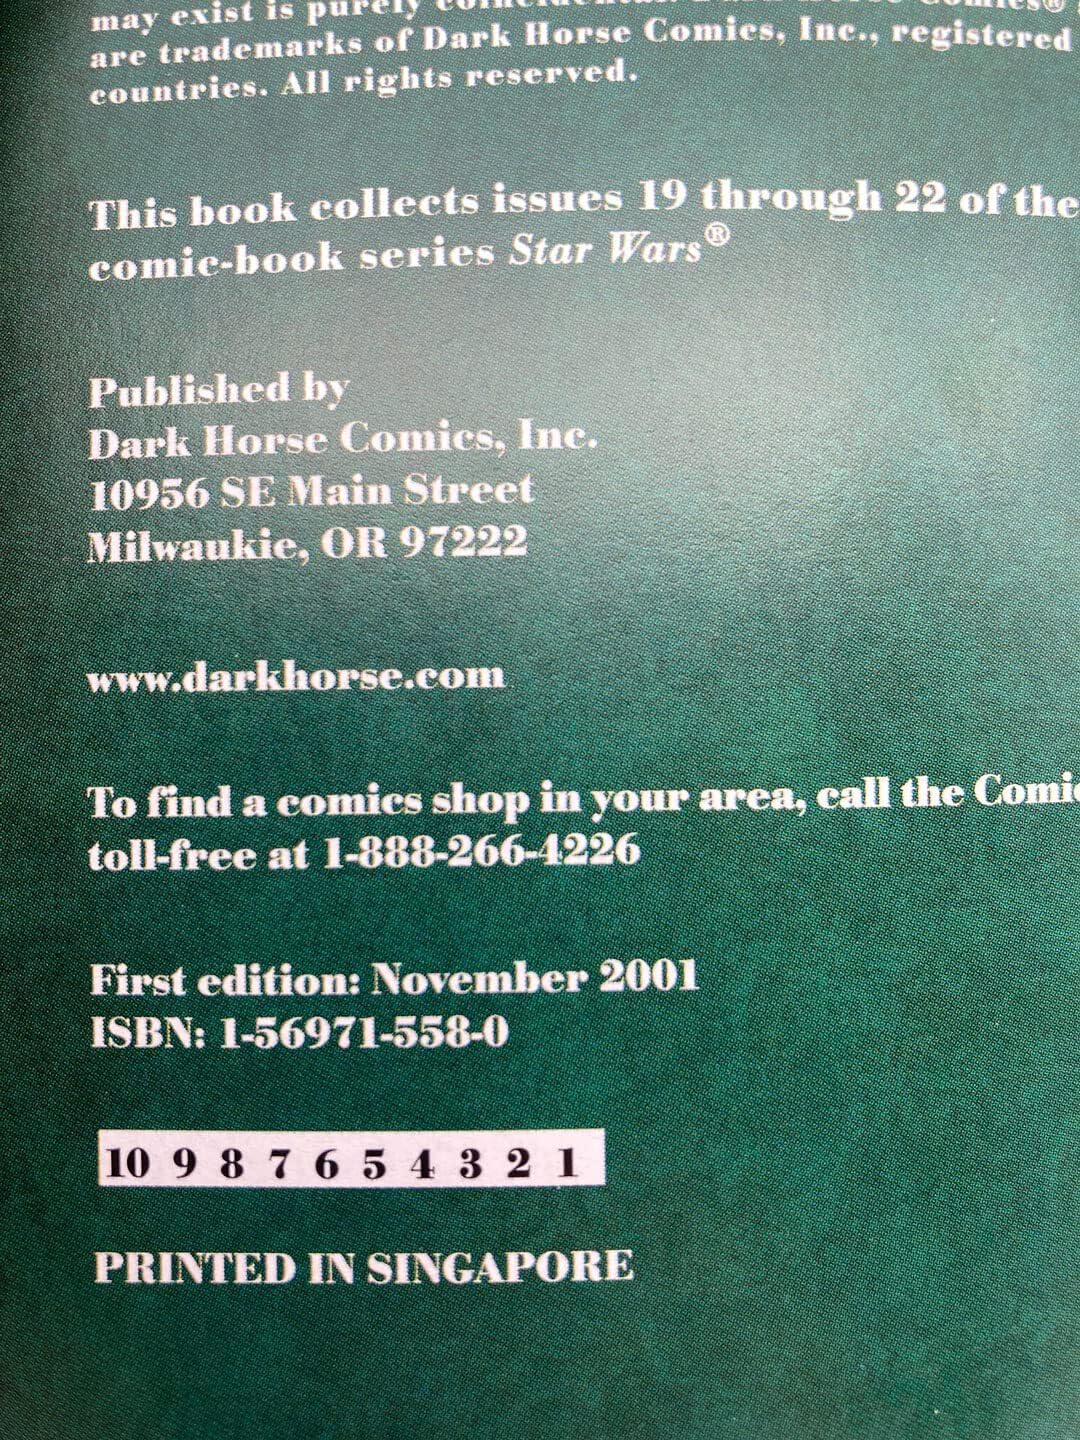 may exist is purely coincidental. Dark Horse Comics®
are trademarks of Dark Horse Comics, Inc., registered
countries. All rights reserved.
This book collects issues 19 through 22 of the
comic-book series Star Wars®
Published by
Dark Horse Comics, Inc.
10956 SE Main Street
Milwaukie, OR 97222
www.darkhorse.com
To find a comics shop in your area, call the
toll-free at 1-888-266-4226
First edition: November 2001
ISBN: 1-56971-558-0
10 9 8 7 6 5 4 3 2 1
PRINTED IN SINGAPORE